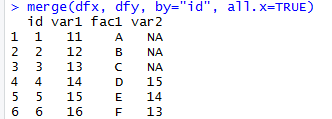 > merge(dfx, dfy, by="id", all.x=TRUE)
id var1 fac1 var2
1 1 11 A NA
2 2 12 B NA
3 3 13 C NA
4 4 14 D 15
5 5 15 E 14
6 6 16 F 13